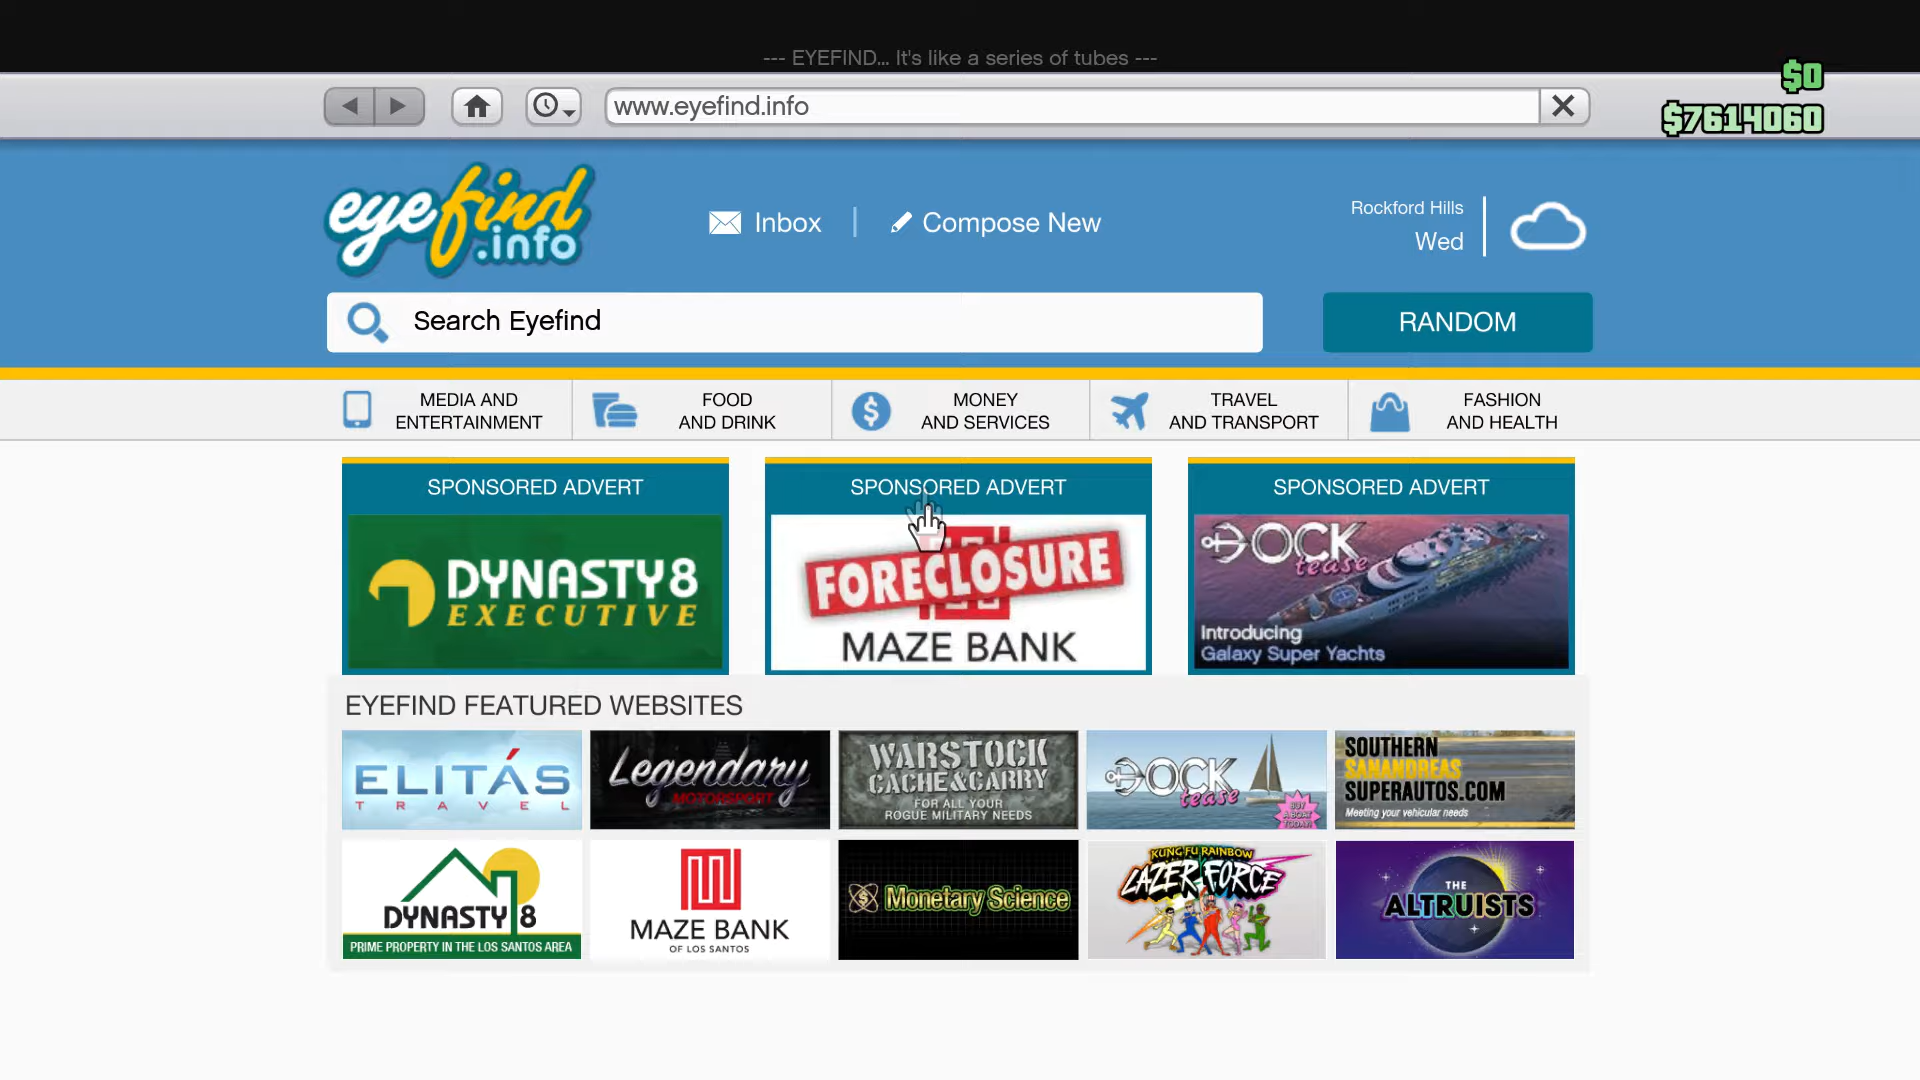 --- EYEFIND... It's like a series of tubes ---
$0
www.eyefind.info
$7614060
eyefind
.info
Inbox
Compose New
Rockford Hills
Wed
Search Eyefind
RANDOM
MEDIA AND
ENTERTAINMENT
FOOD
AND DRINK
MONEY
AND SERVICES
TRAVEL
AND TRANSPORT
FASHION
AND HEALTH
SPONSORED ADVERT
DYNASTY 8
EXECUTIVE
SPONSORED ADVERT
FORECLOSURE
MAZE BANK
SPONSORED ADVERT
DOCK
tease
Introducing
Galaxy Super Yachts
EYEFIND FEATURED WEBSITES
ELITÁS
TRAVEL
Legendary
MOTORSPORT
WARSTOCK
CACHE & CARRY
FOR ALL YOUR
ROGUE MILITARY NEEDS
DOCK
tease
BUY
A BOAT
TODAY!
SOUTHERN
SANANDREAS
SUPERAUTOS.COM
Meeting your vehicular needs
DYNASTY 8
PRIME PROPERTY IN THE LOS SANTOS AREA
MAZE BANK
OF LOS SANTOS
$ Monetary Science
KUNG FU RAINBOW
LAZER FORCE
THE
ALTRUISTS